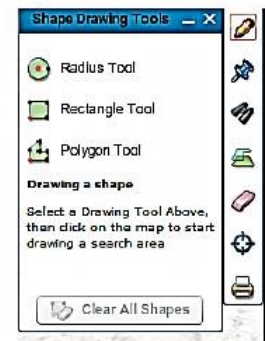 Shape Drawing Tools
Radius Tool
Rectangle Tool
Polygon Tool
Drawing a shape
Select a Drawing Tool Above,
then click on the map to start
drawing a search area
Clear All Shapes